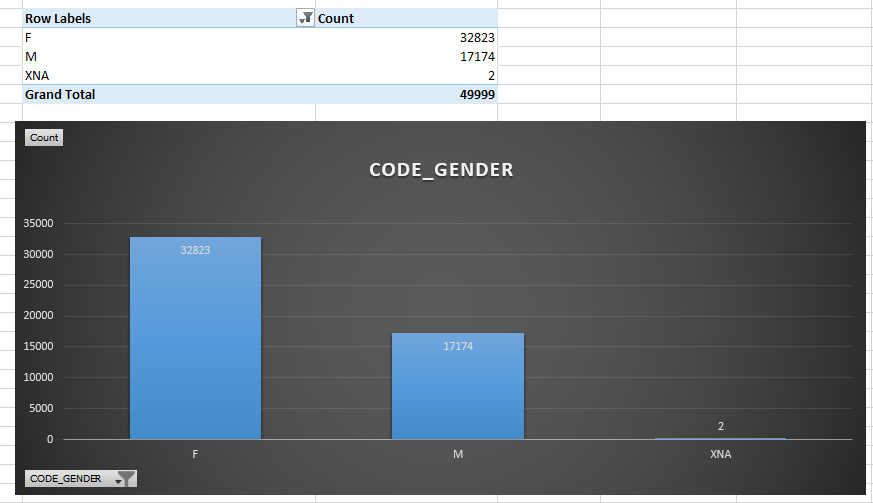 Row Labels Count
F 32823
M 17174
XNA 2
Grand Total 49999
Count
CODE_GENDER
35000
30000
25000
20000
15000
10000
5000
0
32823
17174
2
F M XNA
CODE_GENDER